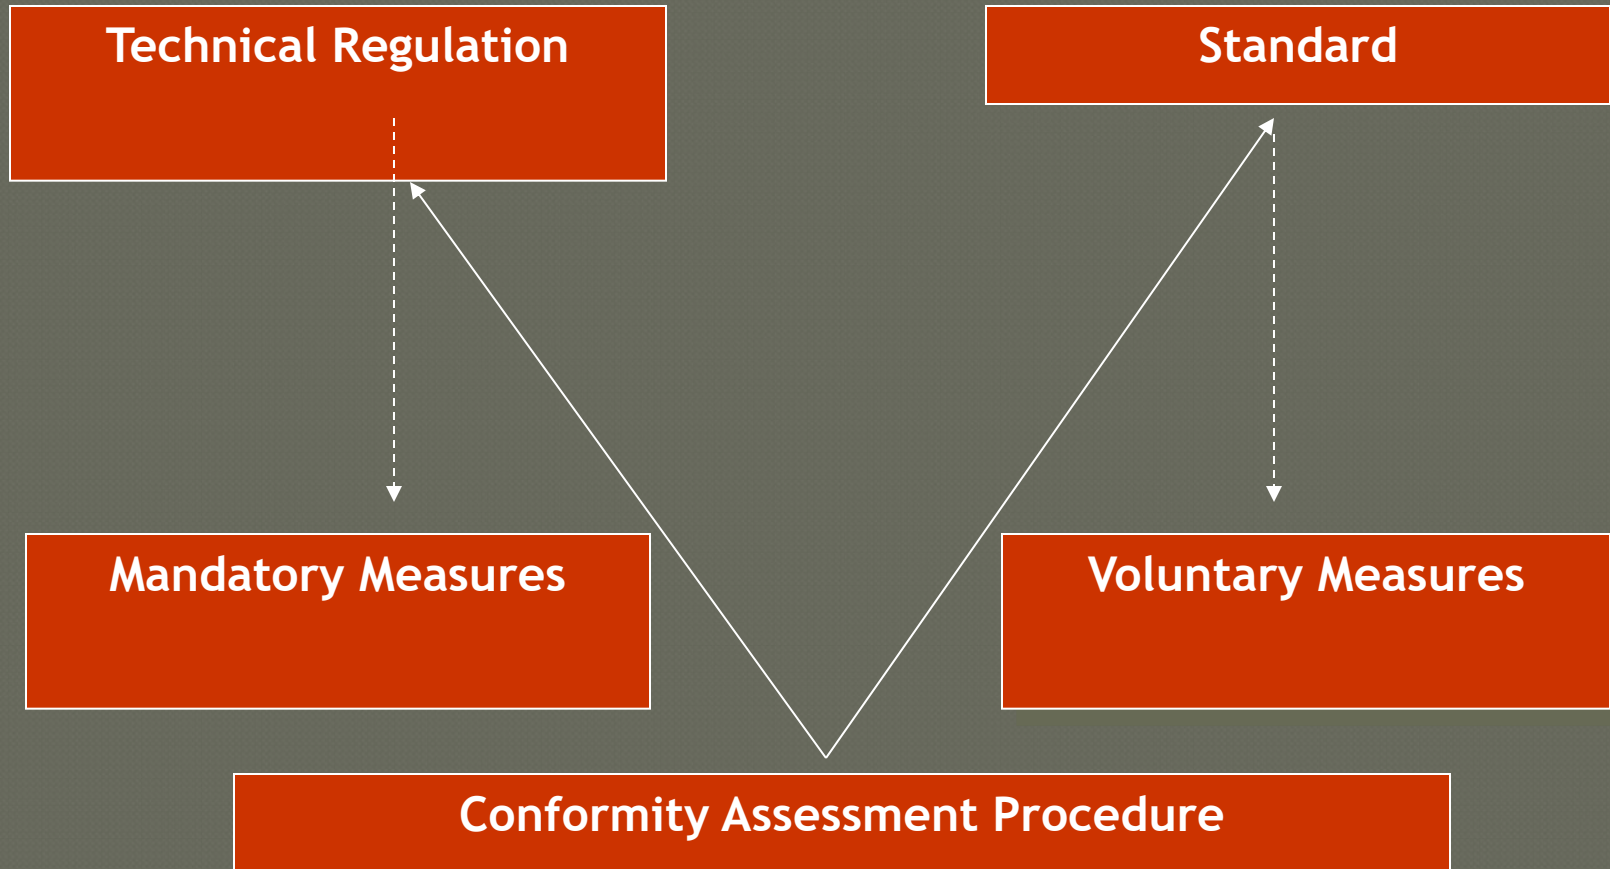 Technical Regulation
Standard
Mandatory Measures
Voluntary Measures
Conformity Assessment Procedure